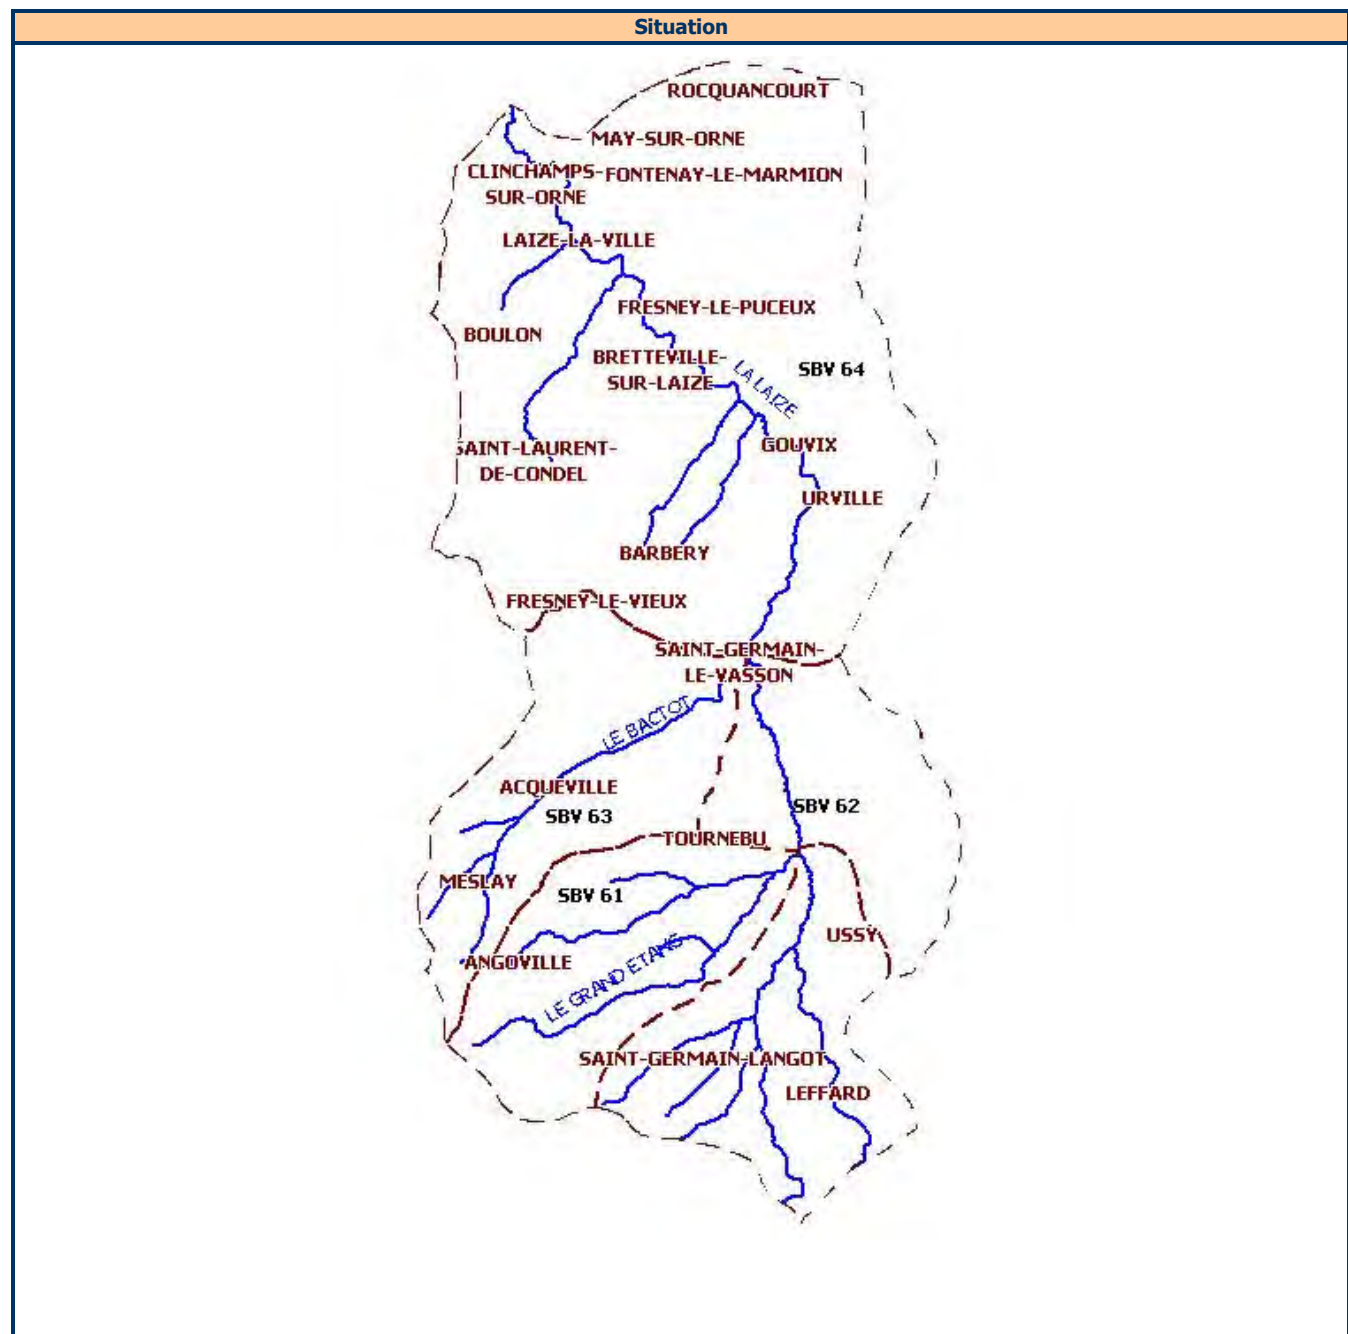 Situation
ROCQUANCOURT
MAY-SUR-ORNE
CLINCHAMPS-
SUR-ORNE
FONTENAY-LE-MARMION
LAIZE-LA-VILLE
FRESNEY-LE-PUCEUX
BOULON
BRETTEVILLE-
SUR-LAIZE
LA LAIZE
SBV 64
SAINT-LAURENT-
DE-CONDEL
GOUVIX
URVILLE
BARBERY
FRESNEY-LE-VIEUX
SAINT-GERMAIN-
LE-VASSON
LE BACTOT
ACQUEVILLE
SBV 63
SBV 62
TOURNEBU
MESLAY
SBV 61
USSY
ANGOVILLE
LE GRAND ETANG
SAINT-GERMAIN-LANGOT
LEFFARD